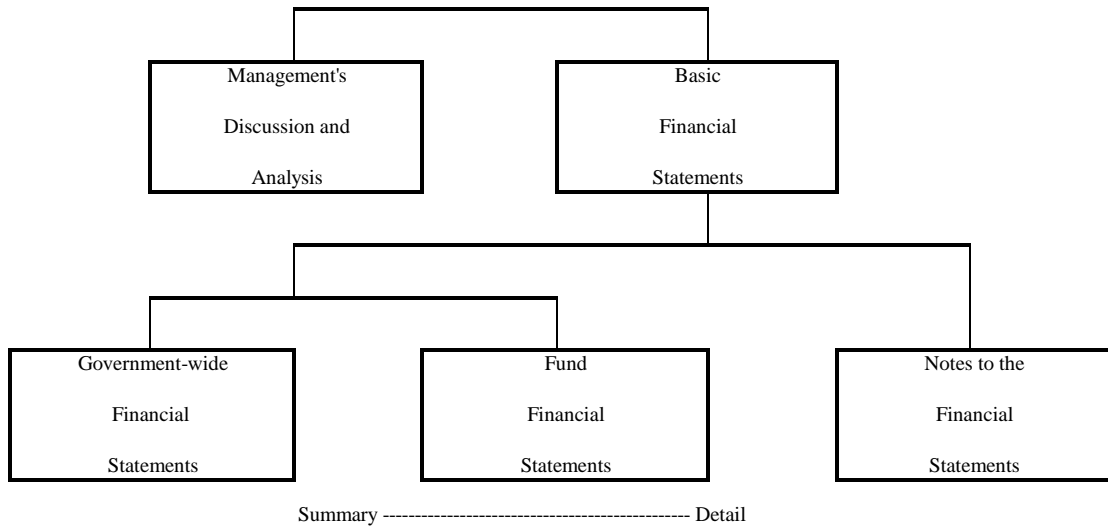 Management's
Discussion and
Analysis
Basic
Financial
Statements
Government-wide
Financial
Statements
Fund
Financial
Statements
Notes to the
Financial
Statements
Summary ------------------------------------------------ Detail